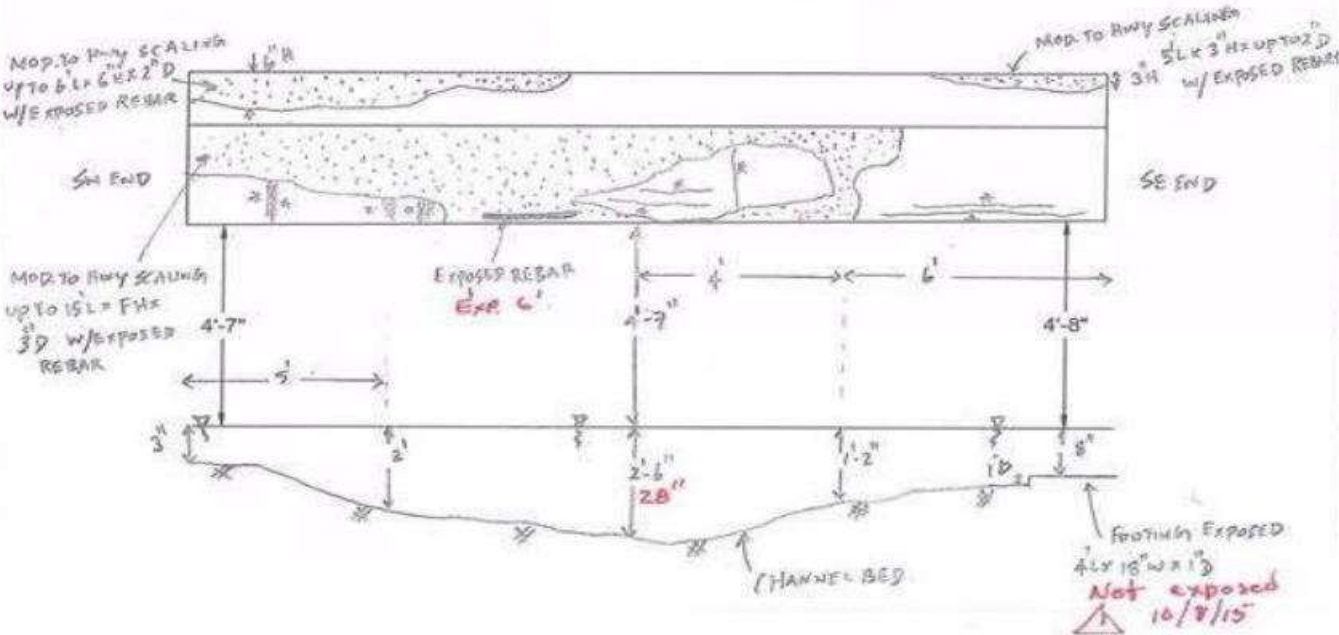 MOD. TO HVY SCALING
UP TO 6'L x 6"H x 2"D
W/EXPOSED REBAR
6" H
MOD. TO HVY SCALING
5'L x 3"H x UP TO 2"D
W/ EXPOSED REBAR
3"H
SW END
SE END
MOD. TO HVY SCALING
UP TO 15'L x FH x
3"D W/EXPOSED
REBAR
EXPOSED REBAR
EXP. 6'
4'
6'
4'-7"
4'-8"
5'
3"
2'
2'-6"
28"
1'-2"
8"
FOOTING EXPOSED
4'L x 18"W x 1"D
Not exposed
1 10/8/15
CHANNEL BED